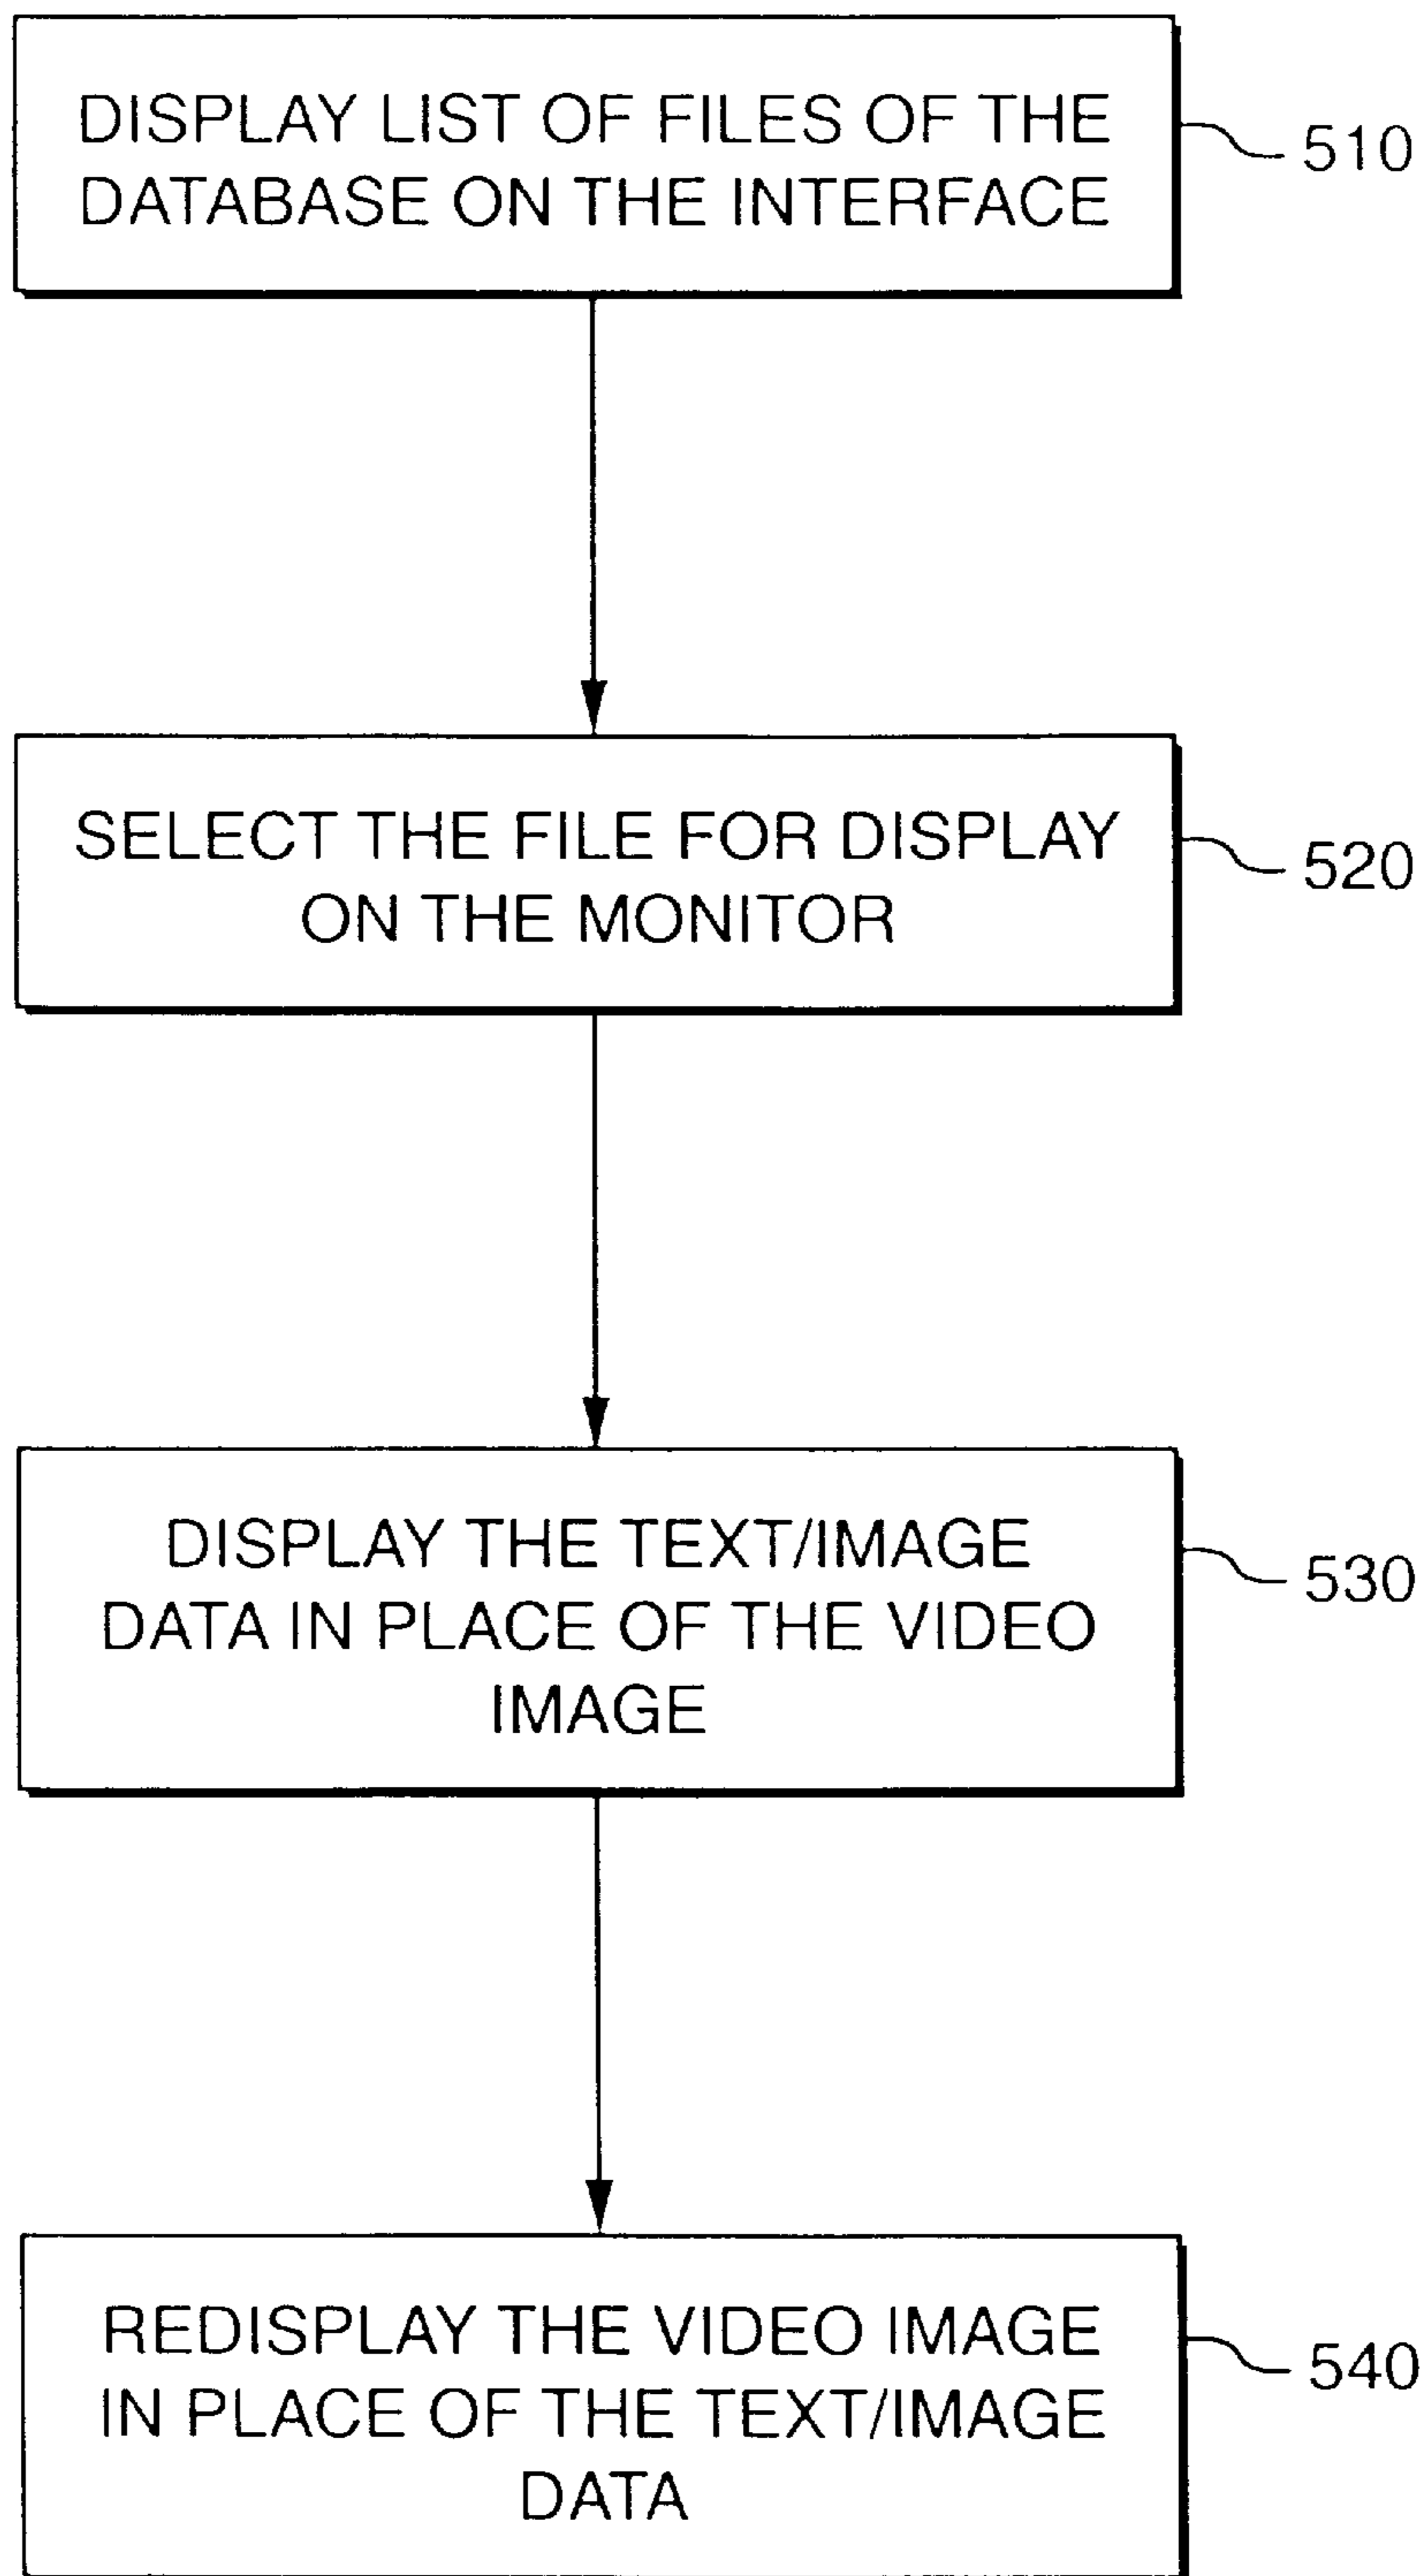 DISPLAY LIST OF FILES OF THE
DATABASE ON THE INTERFACE
510
SELECT THE FILE FOR DISPLAY
ON THE MONITOR
520
DISPLAY THE TEXT/IMAGE
DATA IN PLACE OF THE VIDEO
IMAGE
530
REDISPLAY THE VIDEO IMAGE
IN PLACE OF THE TEXT/IMAGE
DATA
540